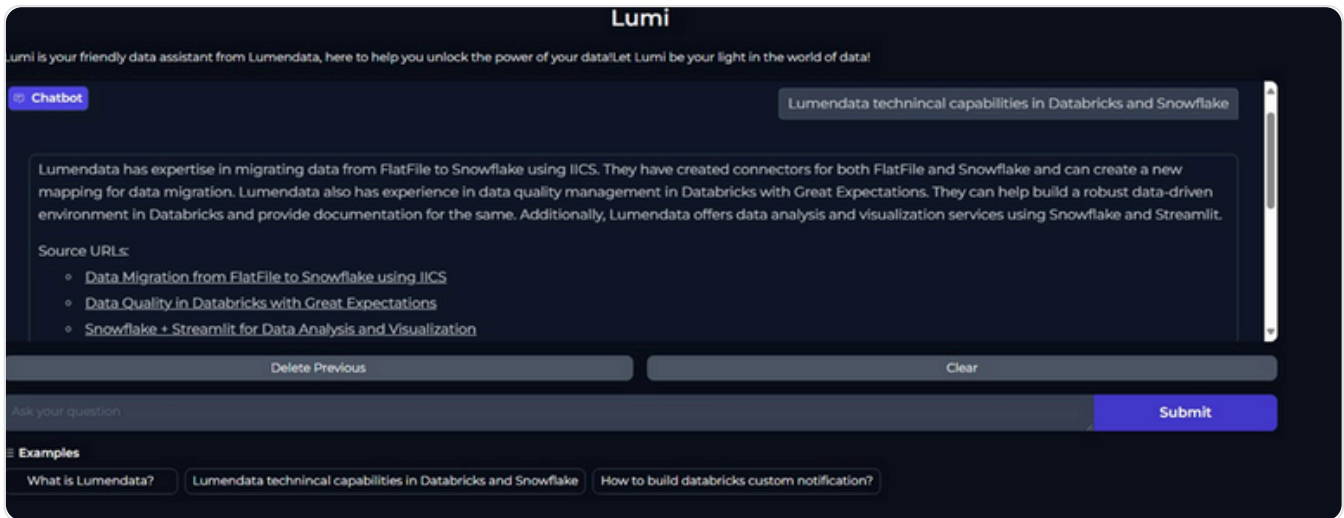 Lumi
Lumi is your friendly data assistant from Lumendata, here to help you unlock the power of your data!Let Lumi be your light in the world of data!
Chatbot
Lumendata technincal capabilities in Databricks and Snowflake
Lumendata has expertise in migrating data from FlatFile to Snowflake using IICS. They have created connectors for both FlatFile and Snowflake and can create a new
mapping for data migration. Lumendata also has experience in data quality management in Databricks with Great Expectations. They can help build a robust data-driven
environment in Databricks and provide documentation for the same. Additionally, Lumendata offers data analysis and visualization services using Snowflake and Streamlit.
Source URLs:
Data Migration from FlatFile to Snowflake using IICS
Data Quality in Databricks with Great Expectations
Snowflake + Streamlit for Data Analysis and Visualization
Delete Previous
Clear
Ask your question
Submit
Examples
What is Lumendata?
Lumendata technincal capabilities in Databricks and Snowflake
How to build databricks custom notification?